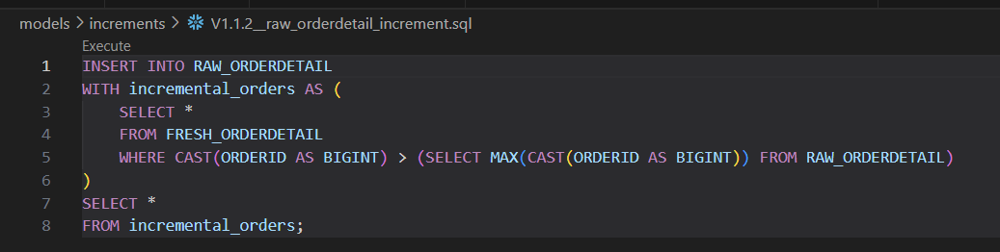 models > increments > V1.1.2__raw_orderdetail_increment.sql
Execute
1 INSERT INTO RAW_ORDERDETAIL
2 WITH incremental_orders AS (
3 SELECT *
4 FROM FRESH_ORDERDETAIL
5 WHERE CAST(ORDERID AS BIGINT) > (SELECT MAX(CAST(ORDERID AS BIGINT)) FROM RAW_ORDERDETAIL)
6 )
7 SELECT *
8 FROM incremental_orders;